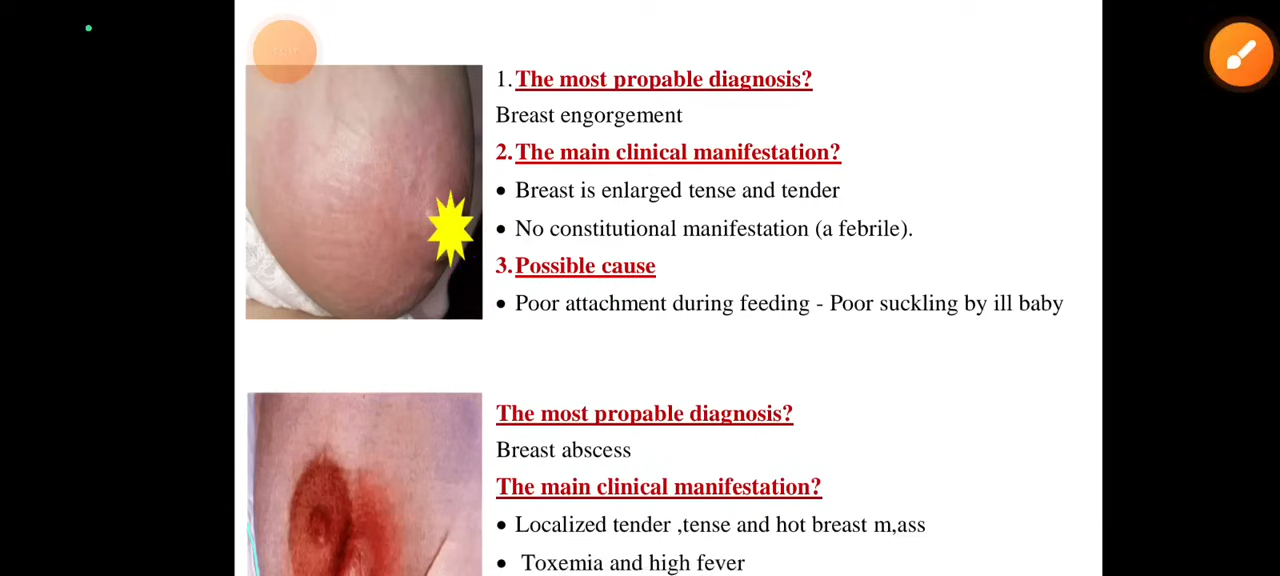 1.The most propable diagnosis?
Breast engorgement
2.The main clinical manifestation?
• Breast is enlarged tense and tender
• No constitutional manifestation (a febrile).
3.Possible cause
• Poor attachment during feeding - Poor suckling by ill baby
The most propable diagnosis?
Breast abscess
The main clinical manifestation?
• Localized tender ,tense and hot breast m,ass
• Toxemia and high fever